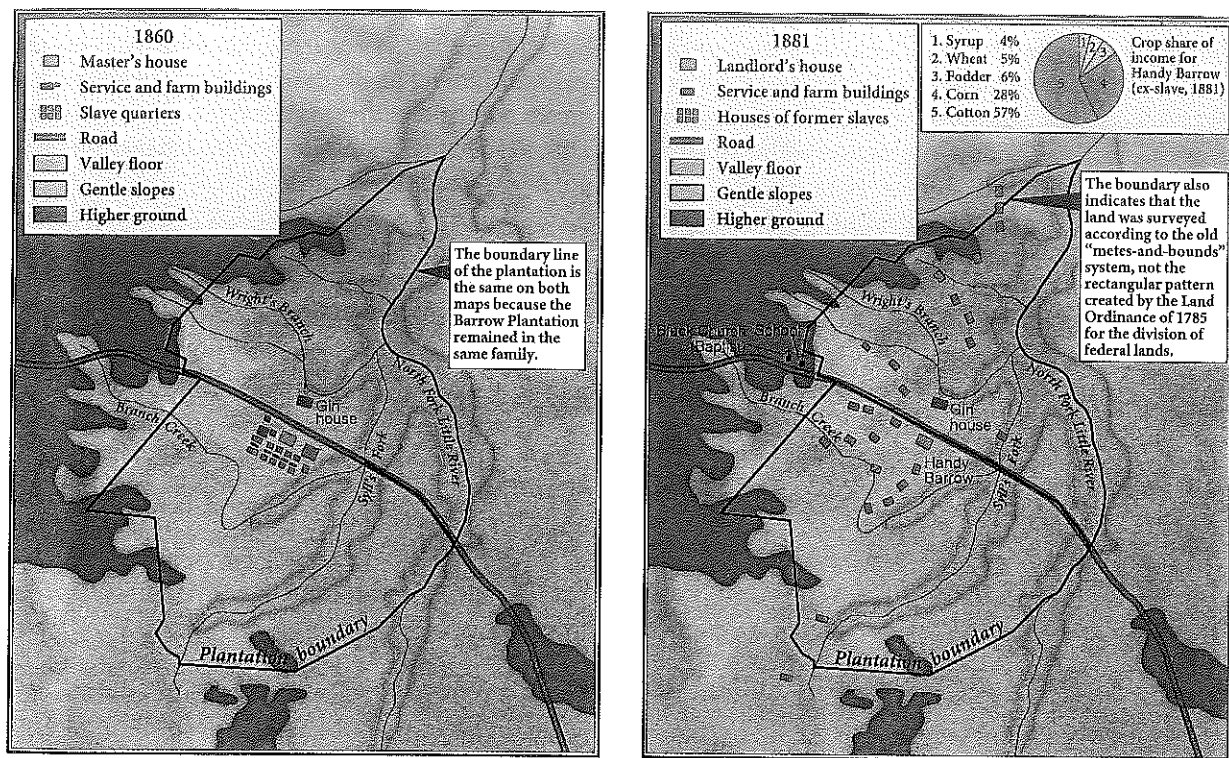 1860
Master's house
Service and farm buildings
Slave quarters
Road
Valley floor
Gentle slopes
Higher ground
The boundary line
of the plantation is
the same on both
maps because the
Barrow Plantation
remained in the
same family.
Wright's Branch
Branch Creek
Gin
house
Fork Little River
Fork
Plantation boundary
1881
Landlord's house
Service and farm buildings
Houses of former slaves
Road
Valley floor
Gentle slopes
Higher ground
1. Syrup 4%
2. Wheat 5%
3. Fodder 6%
4. Corn 28%
5. Cotton 57%
1 2 3
5 4
Crop share of
income for
Handy Barrow
(ex-slave, 1881)
The boundary also
indicates that the
land was surveyed
according to the old
"metes-and-bounds"
system, not the
rectangular pattern
created by the Land
Ordinance of 1785
for the division of
federal lands.
Wright's Branch
Branch Creek
Gin
house
Handy
Barrow
Fork
North Fork Little River
Plantation boundary